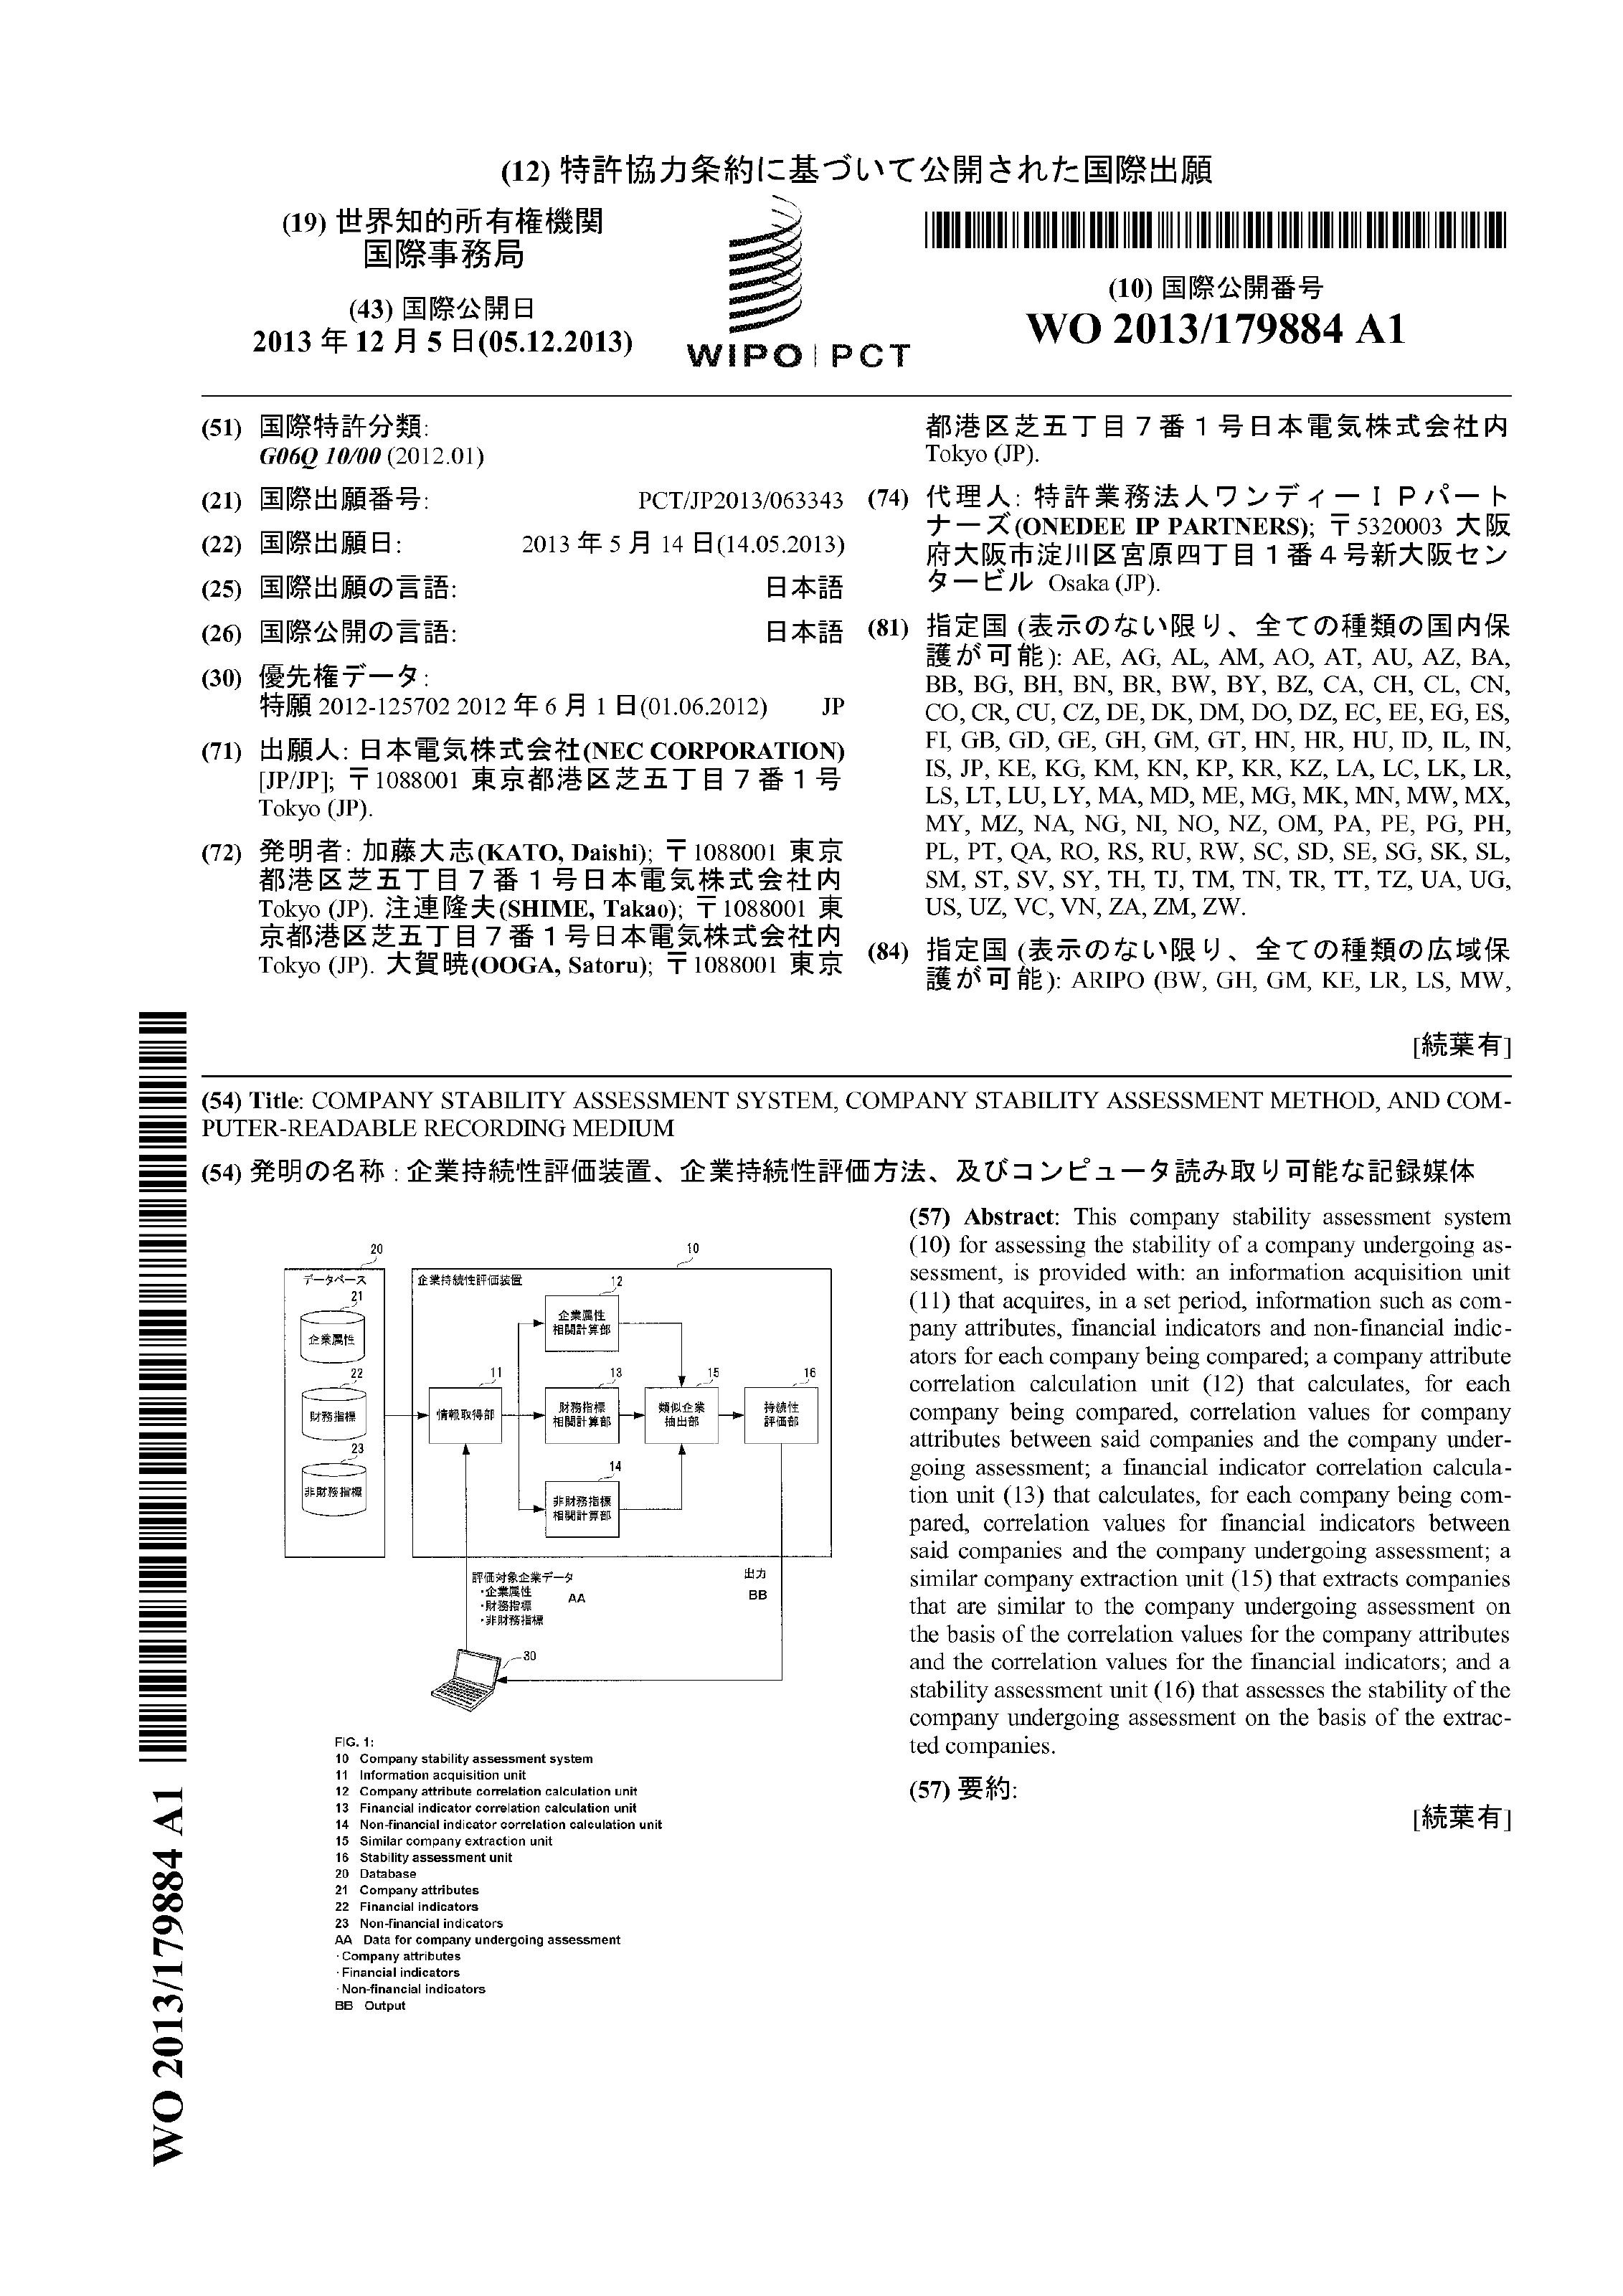 (12) 特許協力条約に基づいて公開された国際出願
(19) 世界知的所有権機関
国際事務局
(43) 国際公開日
2013 年 12 月 5 日(05.12.2013)
WIPO | PCT
(10) 国際公開番号
WO 2013/179884 A1
(51) 国際特許分類:
G06Q 10/00 (2012.01)
(21) 国際出願番号: PCT/JP2013/063343
(22) 国際出願日: 2013 年 5 月 14 日(14.05.2013)
(25) 国際出願の言語: 日本語
(26) 国際公開の言語: 日本語
(30) 優先権データ:
特願 2012-125702 2012 年 6 月 1 日(01.06.2012) JP
(71) 出願人: 日本電気株式会社(NEC CORPORATION)
[JP/JP]; 〒1088001 東京都港区芝五丁目7番1号
Tokyo (JP).
(72) 発明者: 加藤大志(KATO, Daishi); 〒1088001 東京
都港区芝五丁目7番1号日本電気株式会社内
Tokyo (JP). 注連隆夫(SHIME, Takao); 〒1088001 東
京都港区芝五丁目7番1号日本電気株式会社内
Tokyo (JP). 大賀暁(OOGA, Satoru); 〒1088001 東京
都港区芝五丁目7番1号日本電気株式会社内
Tokyo (JP).
(74) 代理人: 特許業務法人ワンディーIPパート
ナーズ(ONEDEE IP PARTNERS); 〒5320003 大阪
府大阪市淀川区宮原四丁目1番4号新大阪セン
タービル Osaka (JP).
(81) 指定国 (表示のない限り、全ての種類の国内保
護が可能): AE, AG, AL, AM, AO, AT, AU, AZ, BA,
BB, BG, BH, BN, BR, BW, BY, BZ, CA, CH, CL, CN,
CO, CR, CU, CZ, DE, DK, DM, DO, DZ, EC, EE, EG, ES,
FI, GB, GD, GE, GH, GM, GT, HN, HR, HU, ID, IL, IN,
IS, JP, KE, KG, KM, KN, KP, KR, KZ, LA, LC, LK, LR,
LS, LT, LU, LY, MA, MD, ME, MG, MK, MN, MW, MX,
MY, MZ, NA, NG, NI, NO, NZ, OM, PA, PE, PG, PH,
PL, PT, QA, RO, RS, RU, RW, SC, SD, SE, SG, SK, SL,
SM, ST, SV, SY, TH, TJ, TM, TN, TR, TT, TZ, UA, UG,
US, UZ, VC, VN, ZA, ZM, ZW.
(84) 指定国 (表示のない限り、全ての種類の広域保
護が可能): ARIPO (BW, GH, GM, KE, LR, LS, MW,
[続葉有]
(54) Title: COMPANY STABILITY ASSESSMENT SYSTEM, COMPANY STABILITY ASSESSMENT METHOD, AND COM-
PUTER-READABLE RECORDING MEDIUM
(54) 発明の名称 : 企業持続性評価装置、企業持続性評価方法、及びコンピュータ読み取り可能な記録媒体
20
データベース
21
企業属性
22
財務指標
23
非財務指標
10
企業持続性評価装置
12
企業属性
相関計算部
11
情報取得部
13
財務指標
相関計算部
15
類似企業
抽出部
16
持続性
評価部
14
非財務指標
相関計算部
評価対象企業データ
・企業属性
・財務指標
・非財務指標
AA
出力
BB
30
FIG. 1:
10 Company stability assessment system
11 Information acquisition unit
12 Company attribute correlation calculation unit
13 Financial indicator correlation calculation unit
14 Non-financial indicator correlation calculation unit
15 Similar company extraction unit
16 Stability assessment unit
20 Database
21 Company attributes
22 Financial indicators
23 Non-financial indicators
AA Data for company undergoing assessment
· Company attributes
· Financial indicators
· Non-financial indicators
BB Output
(57) Abstract: This company stability assessment system
(10) for assessing the stability of a company undergoing as-
sessment, is provided with: an information acquisition unit
(11) that acquires, in a set period, information such as com-
pany attributes, financial indicators and non-financial indic-
ators for each company being compared; a company attribute
correlation calculation unit (12) that calculates, for each
company being compared, correlation values for company
attributes between said companies and the company under-
going assessment; a financial indicator correlation calcula-
tion unit (13) that calculates, for each company being com-
pared, correlation values for financial indicators between
said companies and the company undergoing assessment; a
similar company extraction unit (15) that extracts companies
that are similar to the company undergoing assessment on
the basis of the correlation values for the company attributes
and the correlation values for the financial indicators; and a
stability assessment unit (16) that assesses the stability of the
company undergoing assessment on the basis of the extrac-
ted companies.
(57) 要約:
[続葉有]
WO 2013/179884 A1